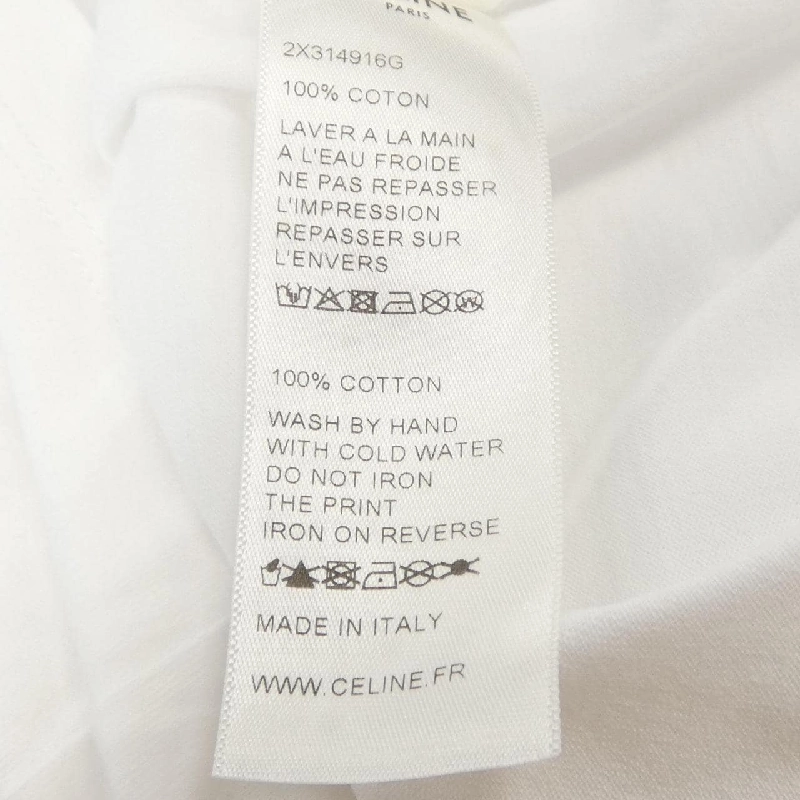 PARIS
2X314916G
100% COTON
LAVER A LA MAIN
A L'EAU FROIDE
NE PAS REPASSER
L'IMPRESSION
REPASSER SUR
L'ENVERS
100% COTTON
WASH BY HAND
WITH COLD WATER
DO NOT IRON
THE PRINT
IRON ON REVERSE
MADE IN ITALY
WWW.CELINE.FR